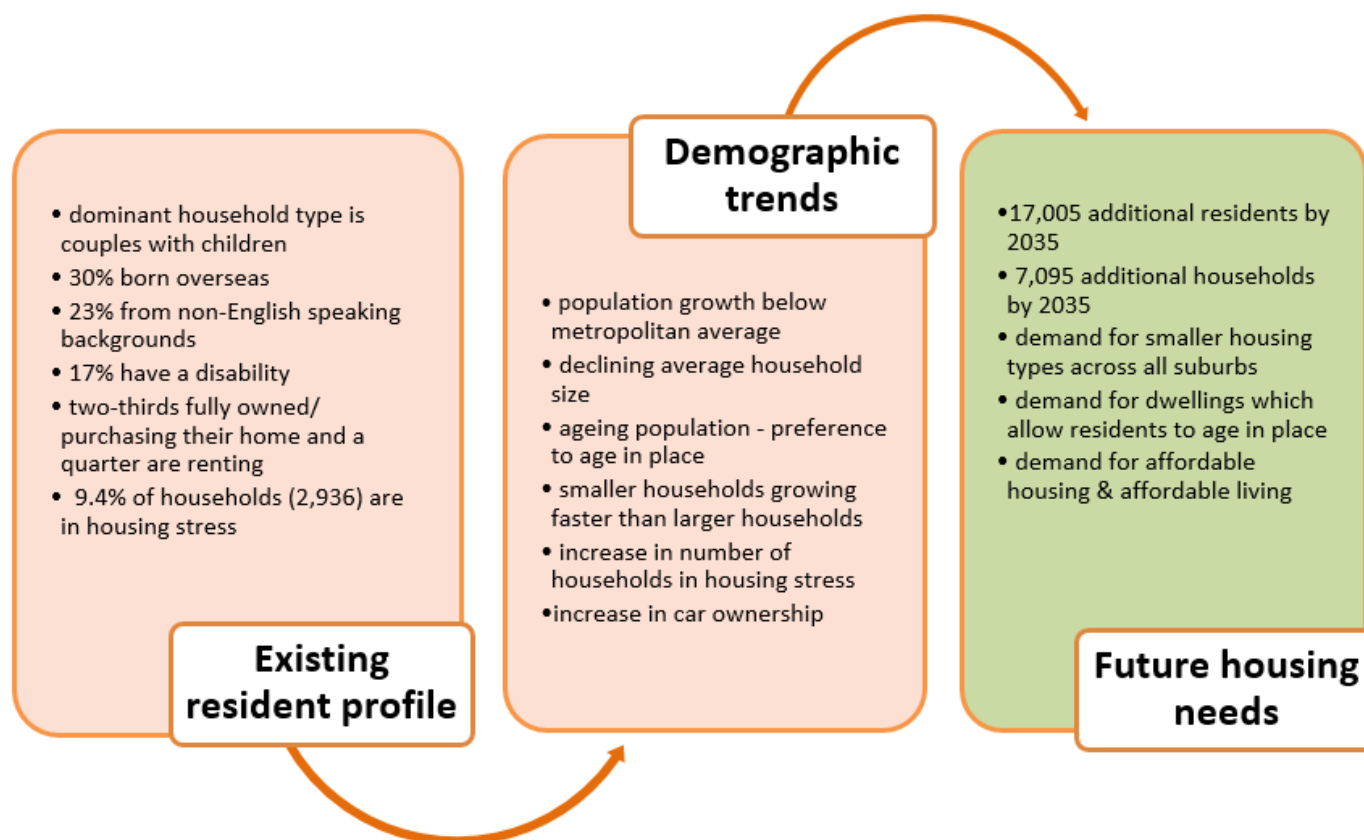 • dominant household type is
couples with children
• 30% born overseas
• 23% from non-English speaking
backgrounds
• 17% have a disability
• two-thirds fully owned/
purchasing their home and a
quarter are renting
• 9.4% of households (2,936) are
in housing stress
Existing
resident profile
Demographic
trends
• population growth below
metropolitan average
• declining average household
size
• ageing population - preference
to age in place
• smaller households growing
faster than larger households
• increase in number of
households in housing stress
•increase in car ownership
•17,005 additional residents by
2035
• 7,095 additional households
by 2035
• demand for smaller housing
types across all suburbs
• demand for dwellings which
allow residents to age in place
• demand for affordable
housing & affordable living
Future housing
needs